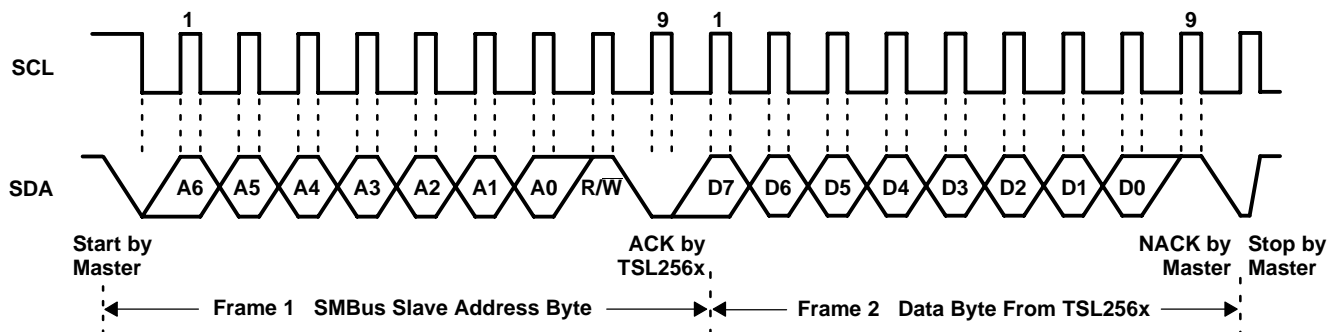 1 9 1 9
SCL
SDA A6 A5 A4 A3 A2 A1 A0 R/W D7 D6 D5 D4 D3 D2 D1 D0
Start by
Master
ACK by
TSL256x
NACK by
Master
Stop by
Master
Frame 1 SMBus Slave Address Byte
Frame 2 Data Byte From TSL256x